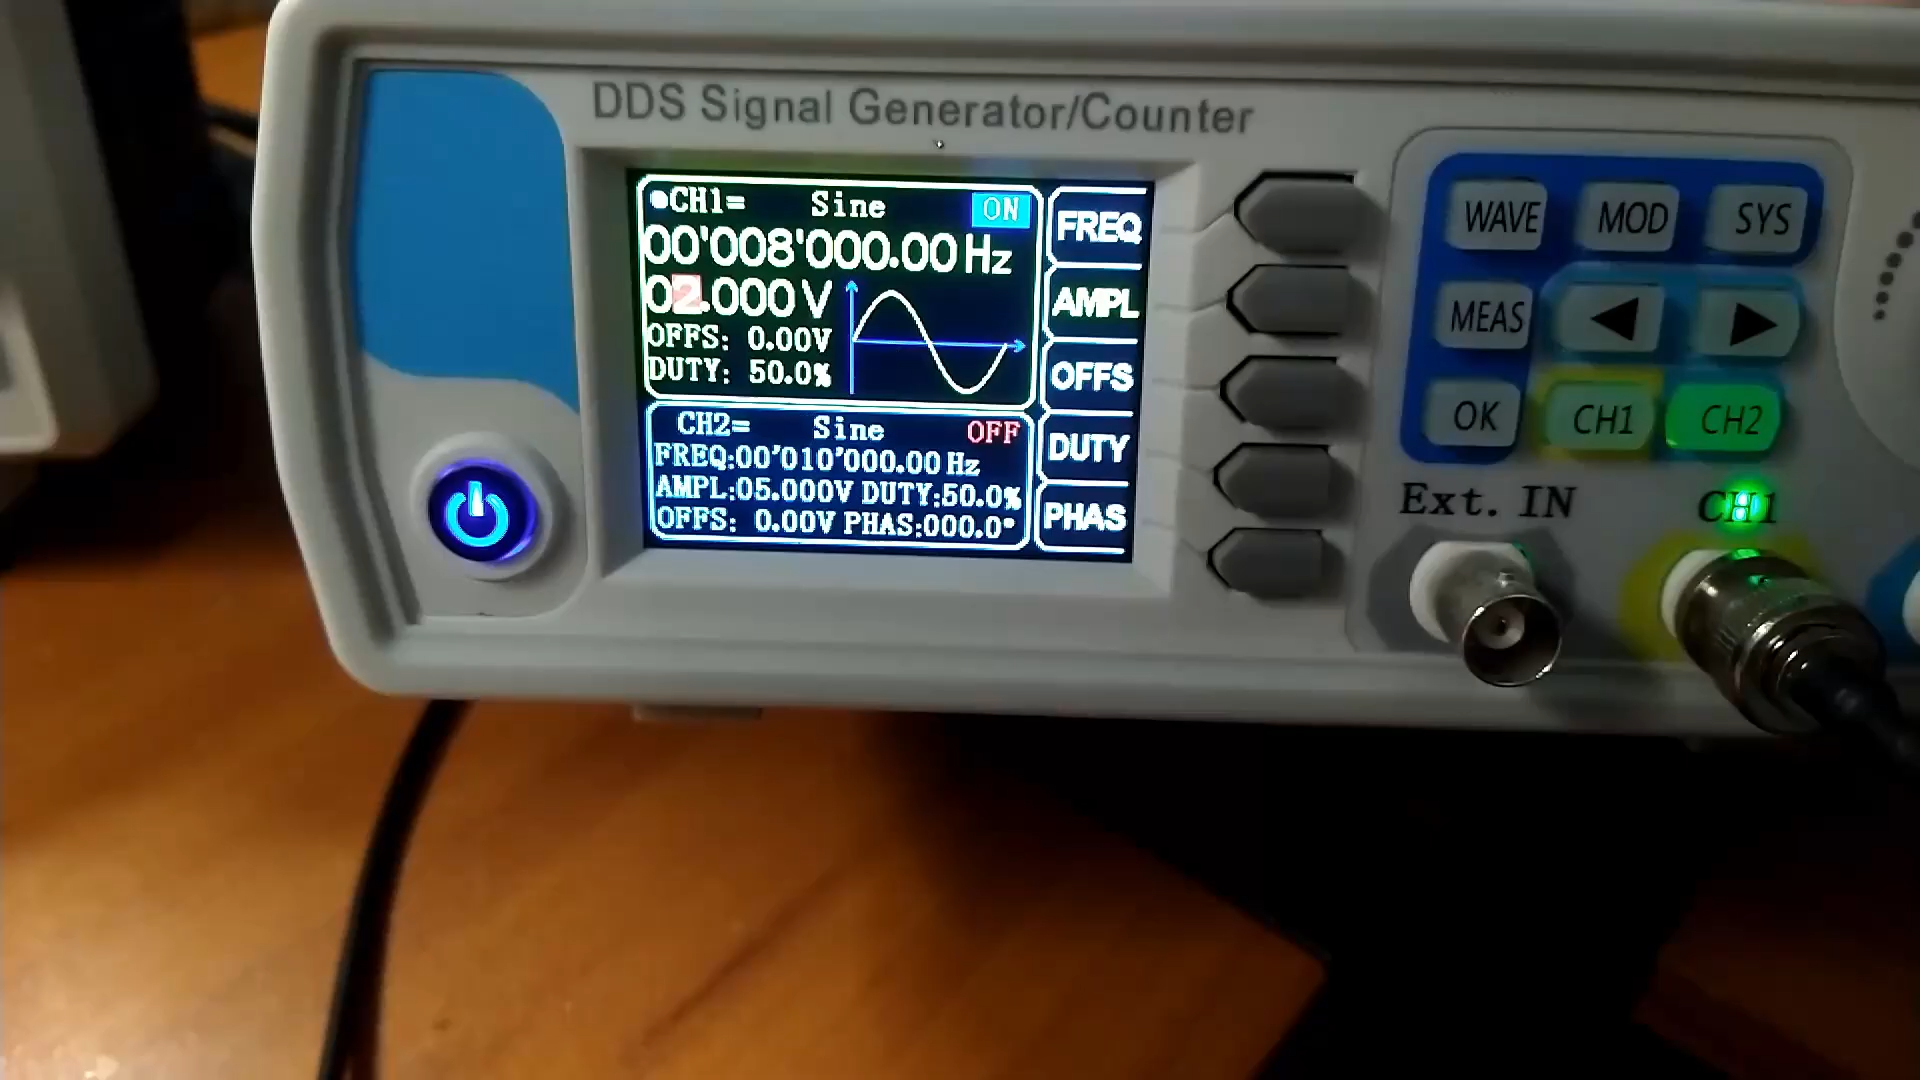 DDS Signal Generator/Counter
CH1= Sine ON
00'008'000.00 Hz
02.000 V
OFFS: 0.00V
DUTY: 50.0%
CH2= Sine OFF
FREQ:00'010'000.00 Hz
AMPL:05.000V DUTY:50.0%
OFFS: 0.00V PHAS:000.0°
FREQ
AMPL
OFFS
DUTY
PHAS
WAVE MOD SYS
MEAS
OK CH1 CH2
Ext. IN CH1